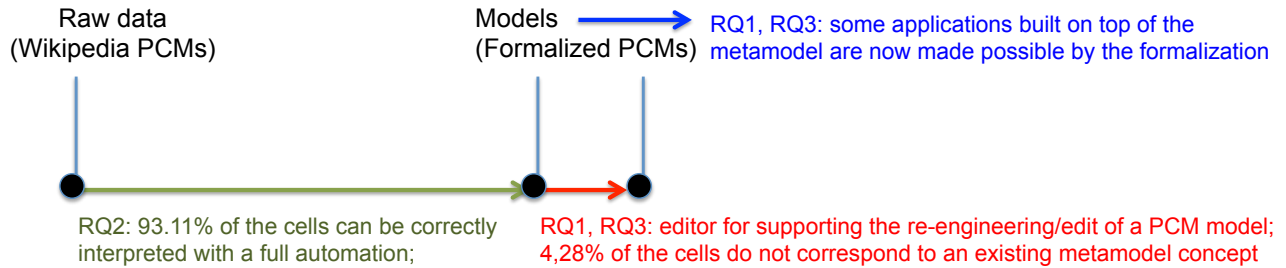 Raw data
(Wikipedia PCMs)
Models
(Formalized PCMs)
RQ1, RQ3: some applications built on top of the
metamodel are now made possible by the formalization
RQ2: 93.11% of the cells can be correctly
interpreted with a full automation;
RQ1, RQ3: editor for supporting the re-engineering/edit of a PCM model;
4,28% of the cells do not correspond to an existing metamodel concept